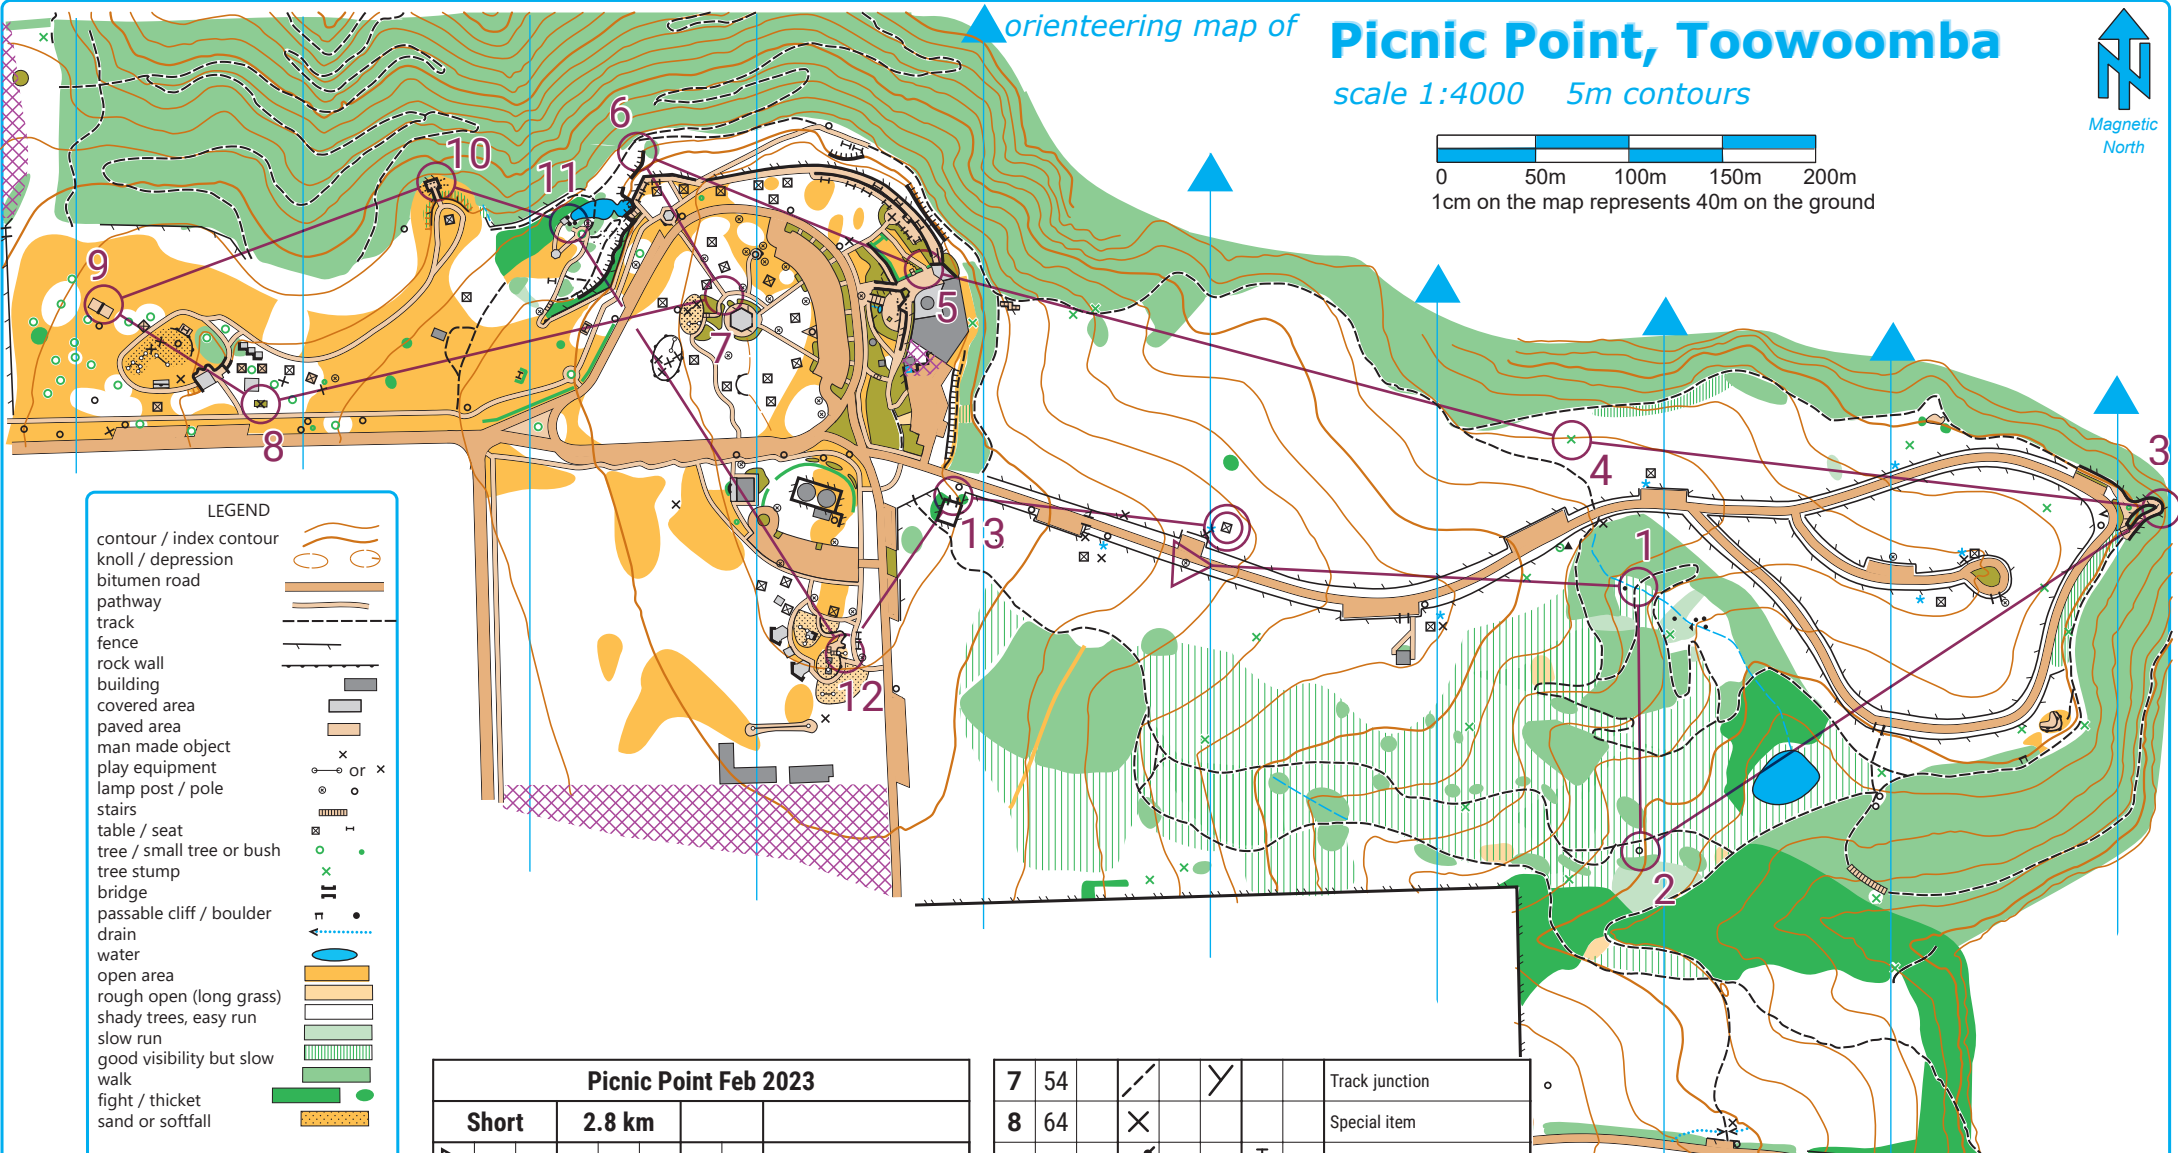 orienteering map of
Picnic Point, Toowoomba
scale 1:4000 5m contours
Magnetic
North
0 50m 100m 150m 200m
1cm on the map represents 40m on the ground
6
10
11
9
5
7
8
4
3
13
1
12
2
LEGEND
contour / index contour
knoll / depression
bitumen road
pathway
track
fence
rock wall
building
covered area
paved area
man made object
play equipment or
lamp post / pole
stairs
table / seat
tree / small tree or bush
tree stump
bridge
passable cliff / boulder
drain
water
open area
rough open (long grass)
shady trees, easy run
slow run
good visibility but slow
walk
fight / thicket
sand or softfall
Picnic Point Feb 2023
Short 2.8 km
7 54 Track junction
8 64 Special item